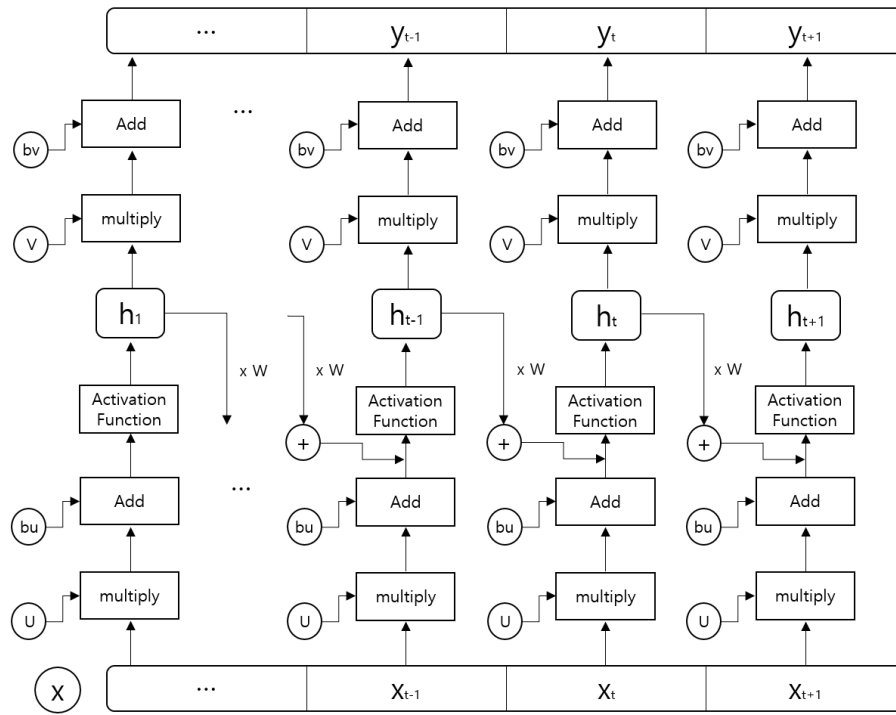 ... yt-1 yt yt+1
Add ... Add Add Add
bv bv bv bv
multiply multiply multiply multiply
V V V V
h1 ht-1 ht ht+1
x W x W x W x W
Activation Function Activation Function Activation Function Activation Function
+ + +
... 
Add Add Add Add
bu bu bu bu
multiply multiply multiply multiply
U U U U
X ... xt-1 xt xt+1